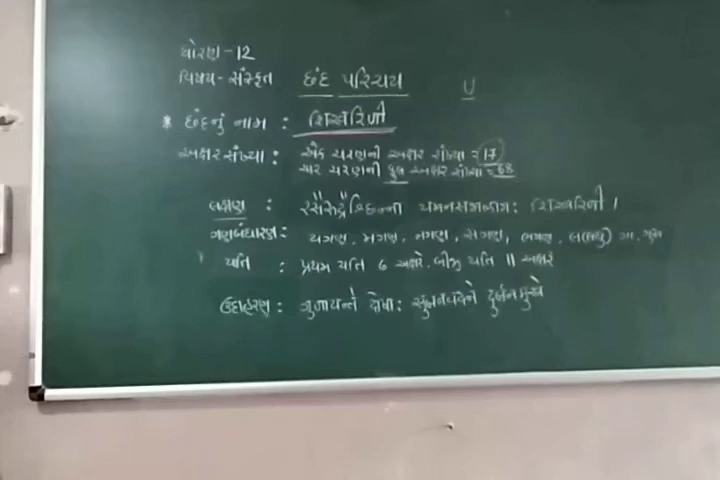 ધોરણ-12
વિષય-સંસ્કૃત છંદ પરિચય U
* છંદનું નામ : શિખરિણી
અક્ષર સંખ્યા : એક ચરણની અક્ષર સંખ્યા = 17
ચાર ચરણની કુલ અક્ષર સંખ્યા = 68
લક્ષણ : રસૈરુદ્રૈશ્છિન્ના યમનસભલાગ: શિખરિણી ।
ગણબંધારણ: યગણ, મગણ, નગણ, સગણ, ભગણ, લ(લઘુ) ગા. ગુરુ
યતિ : પ્રથમ યતિ 6 અક્ષરે. બીજી યતિ 11 અક્ષરે
ઉદાહરણ : ગુણાયન્તે દોષા: સુજનવદને દુર્જનમુખે